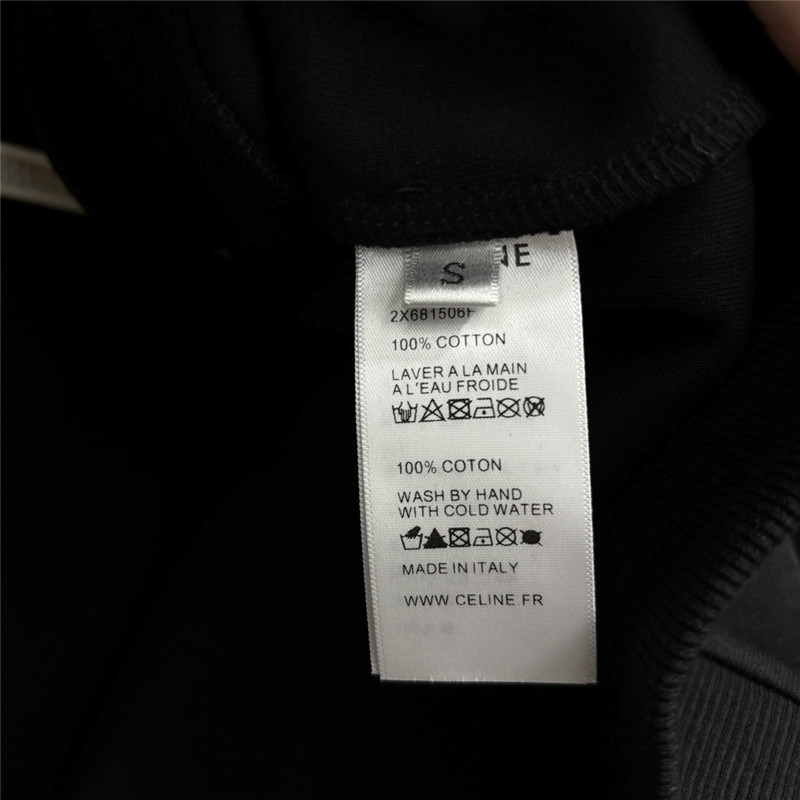 NE
S
2X681506F
100% COTTON
LAVER A LA MAIN
A L'EAU FROIDE
100% COTON
WASH BY HAND
WITH COLD WATER
MADE IN ITALY
WWW.CELINE.FR